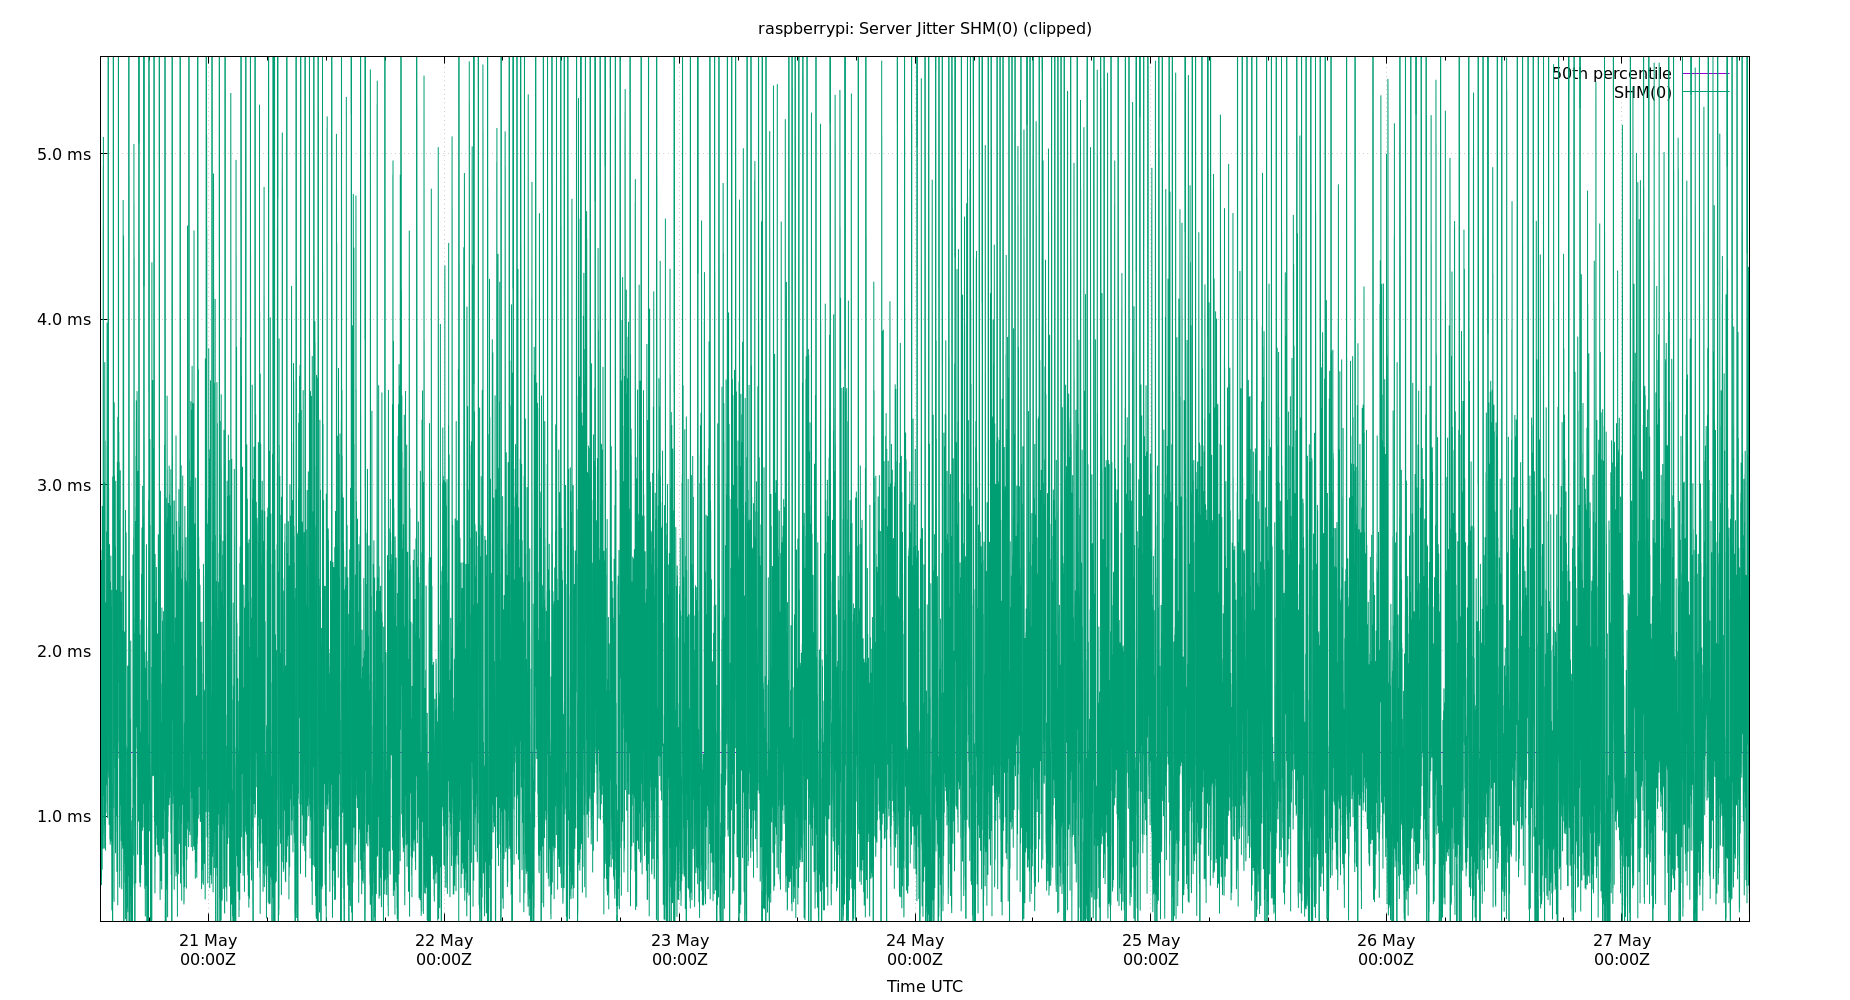 raspberrypi: Server Jitter SHM(0) (clipped)
50th percentile
SHM(0)
5.0 ms
4.0 ms
3.0 ms
2.0 ms
1.0 ms
21 May 22 May 23 May 24 May 25 May 26 May 27 May
00:00Z 00:00Z 00:00Z 00:00Z 00:00Z 00:00Z 00:00Z
Time UTC